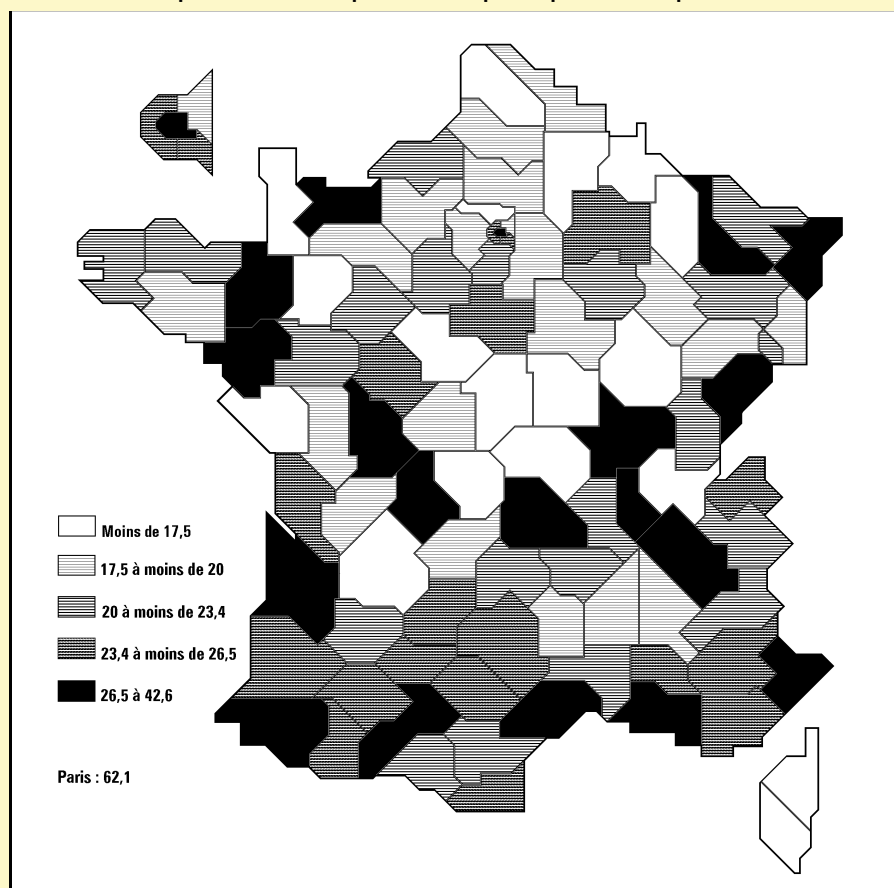 Moins de 17,5
17,5 à moins de 20
20 à moins de 23,4
23,4 à moins de 26,5
26,5 à 42,6
Paris : 62,1